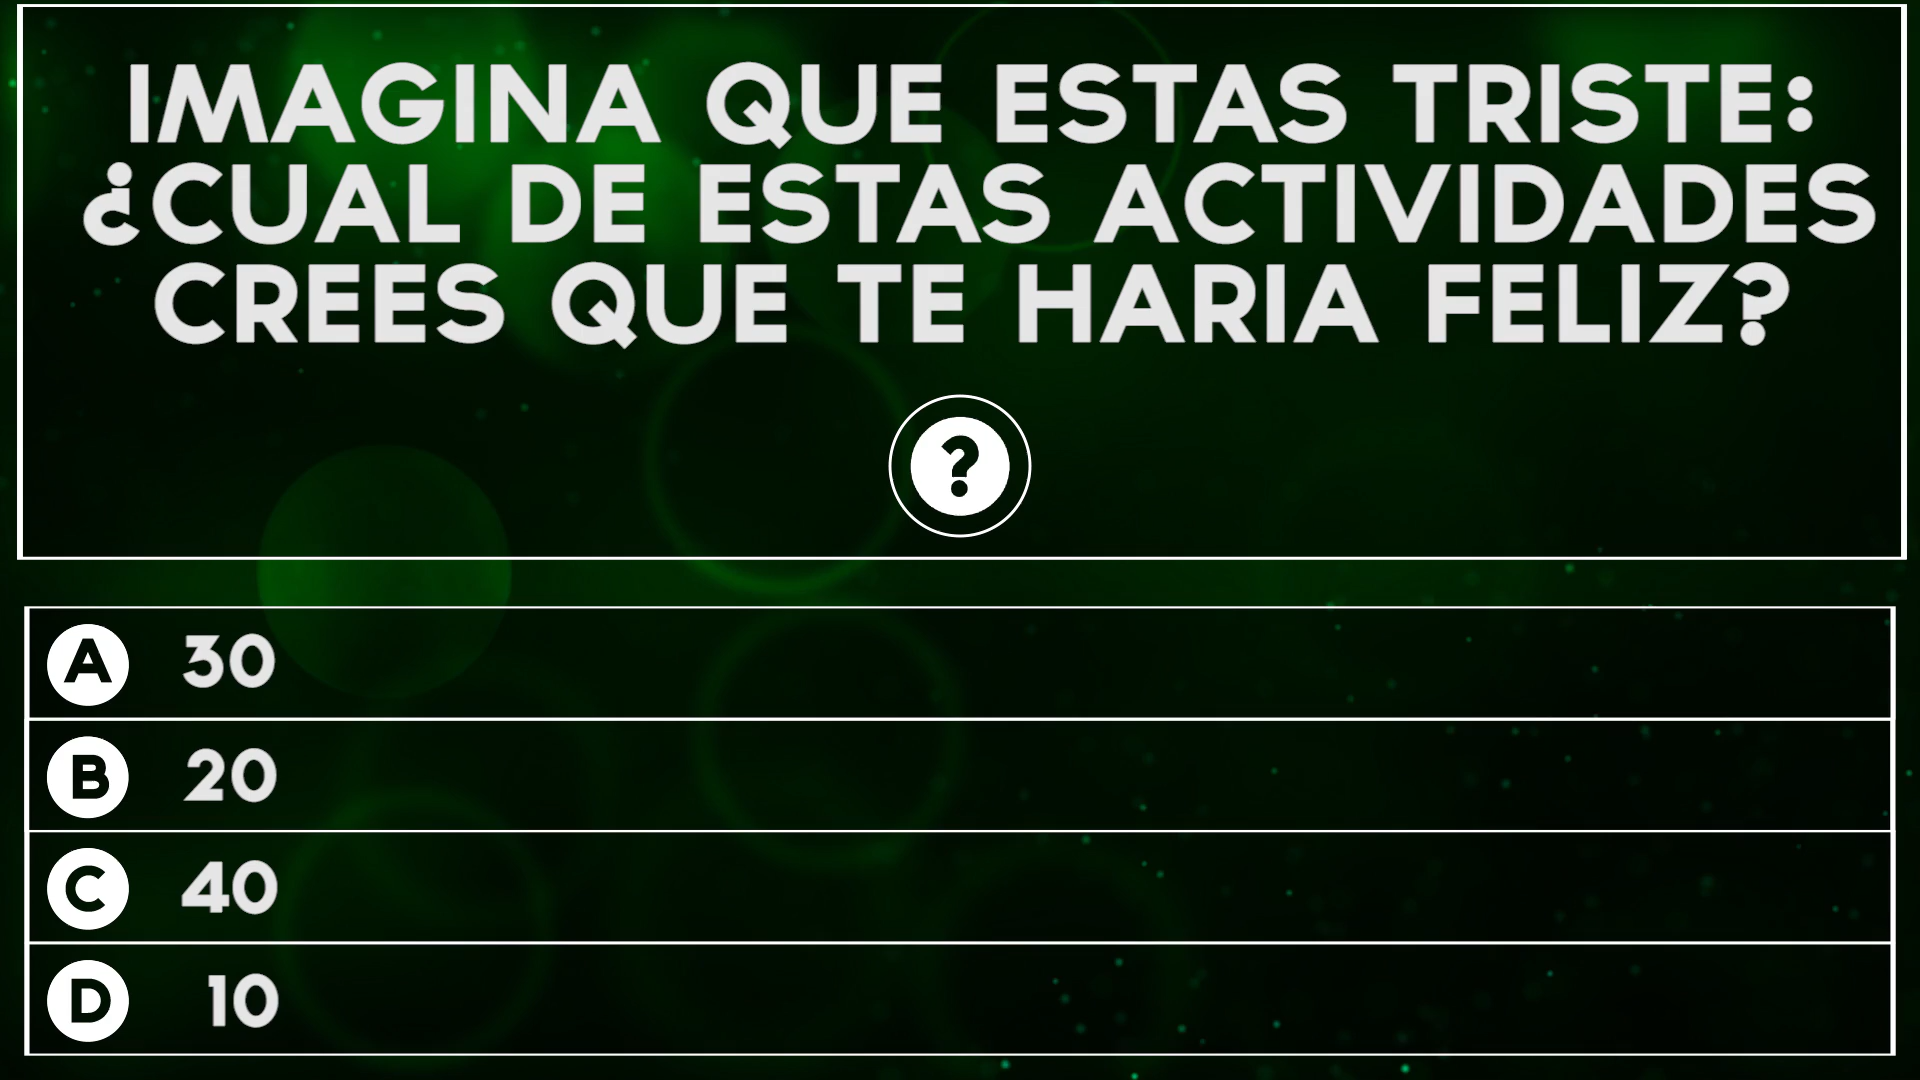 IMAGINA QUE ESTAS TRISTE:
¿CUAL DE ESTAS ACTIVIDADES
CREES QUE TE HARIA FELIZ?
?
A 30
B 20
C 40
D 10